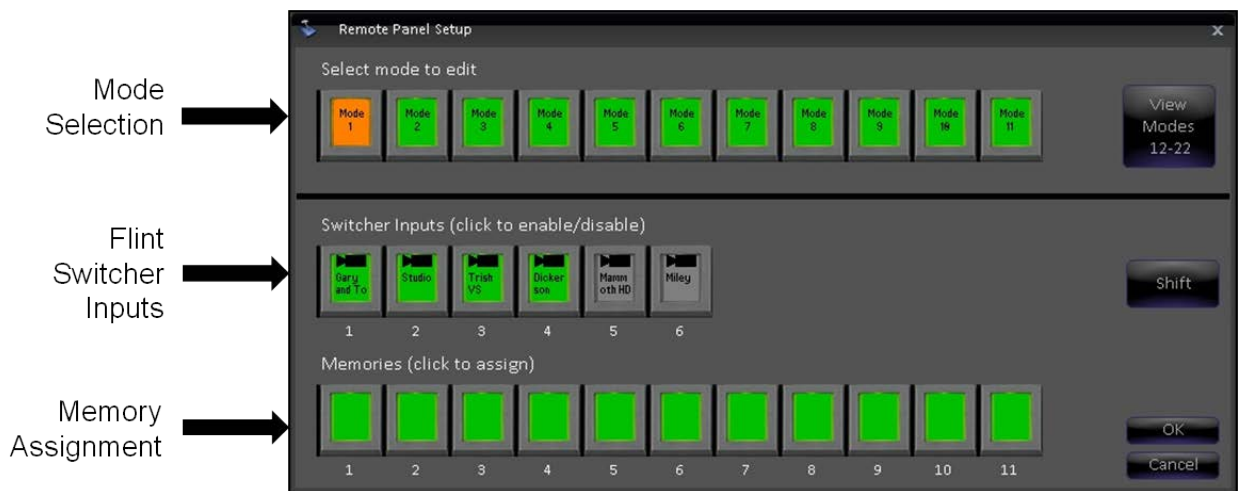 Remote Panel Setup
x
Select mode to edit
Mode
Selection
Mode
1
Mode
2
Mode
3
Mode
4
Mode
5
Mode
6
Mode
7
Mode
8
Mode
9
Mode
10
Mode
11
View
Modes
12-22
Switcher Inputs (click to enable/disable)
Flint
Switcher
Inputs
Gary
and To
Studio
Trish
VS
Dicker
son
Mamm
oth HD
Miley
Shift
1 2 3 4 5 6
Memories (click to assign)
Memory
Assignment
1 2 3 4 5 6 7 8 9 10 11
OK
Cancel